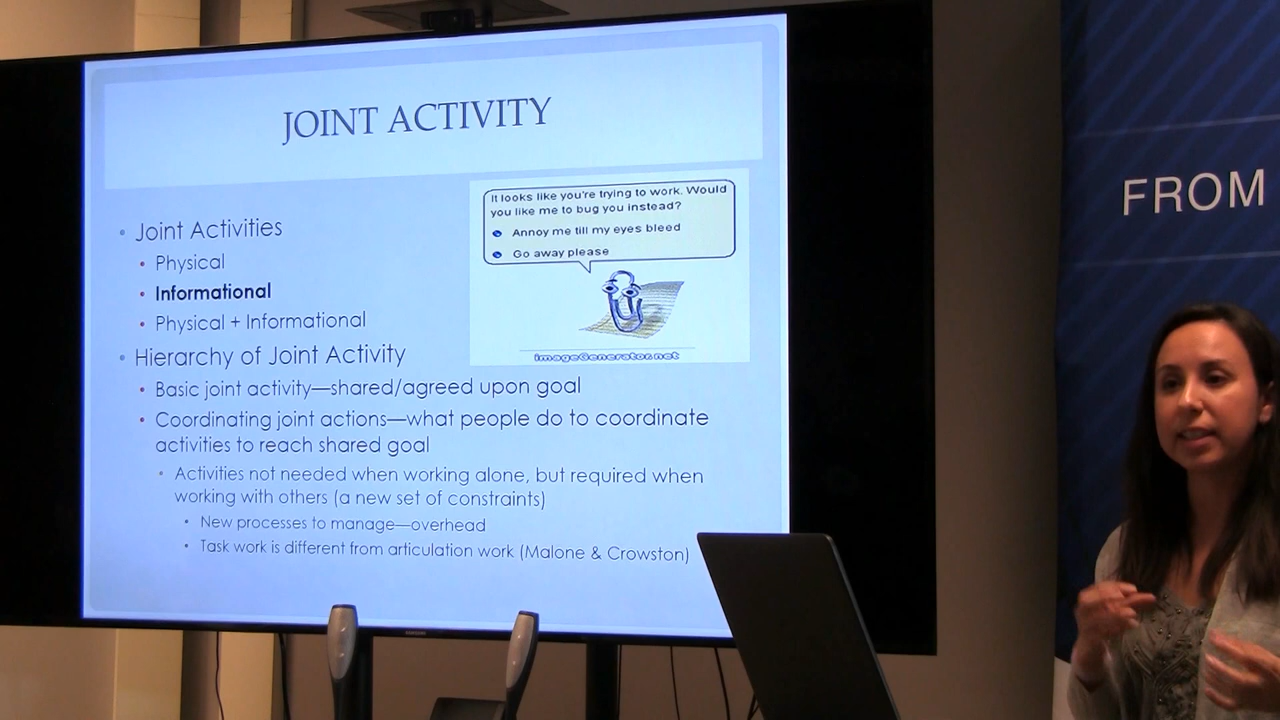 JOINT ACTIVITY
It looks like you're trying to work. Would
you like me to bug you instead?
Annoy me till my eyes bleed
Go away please
imageGenerator.net
• Joint Activities
• Physical
• Informational
• Physical + Informational
• Hierarchy of Joint Activity
• Basic joint activity—shared/agreed upon goal
• Coordinating joint actions—what people do to coordinate
activities to reach shared goal
• Activities not needed when working alone, but required when
working with others (a new set of constraints)
• New processes to manage—overhead
• Task work is different from articulation work (Malone & Crowston)
FROM